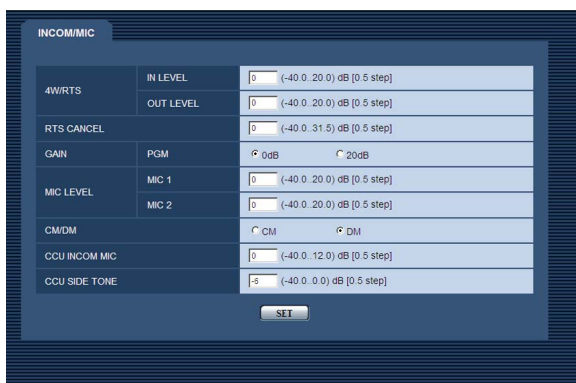 INCOM/MIC
4W/RTS
IN LEVEL
0 (-40.0..20.0) dB [0.5 step]
OUT LEVEL
0 (-40.0..20.0) dB [0.5 step]
RTS CANCEL
0 (-40.0..31.5) dB [0.5 step]
GAIN
PGM
0dB 20dB
MIC LEVEL
MIC 1
0 (-40.0..20.0) dB [0.5 step]
MIC 2
0 (-40.0..20.0) dB [0.5 step]
CM/DM
CM DM
CCU INCOM MIC
0 (-40.0..12.0) dB [0.5 step]
CCU SIDE TONE
-6 (-40.0..0.0) dB [0.5 step]
SET